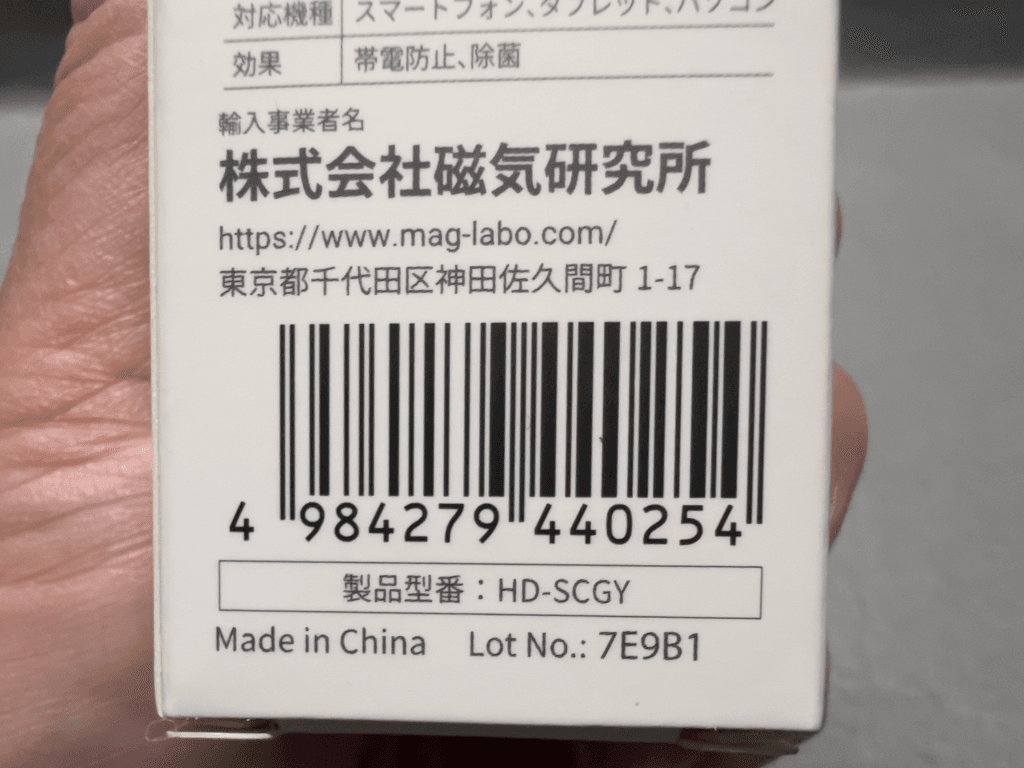 対応機種 スマートフォン、タブレット、パソコン
効果 帯電防止、除菌
輸入事業者名
株式会社磁気研究所
https://www.mag-labo.com/
東京都千代田区神田佐久間町 1-17
4 984279 440254
製品型番：HD-SCGY
Made in China Lot No.: 7E9B1